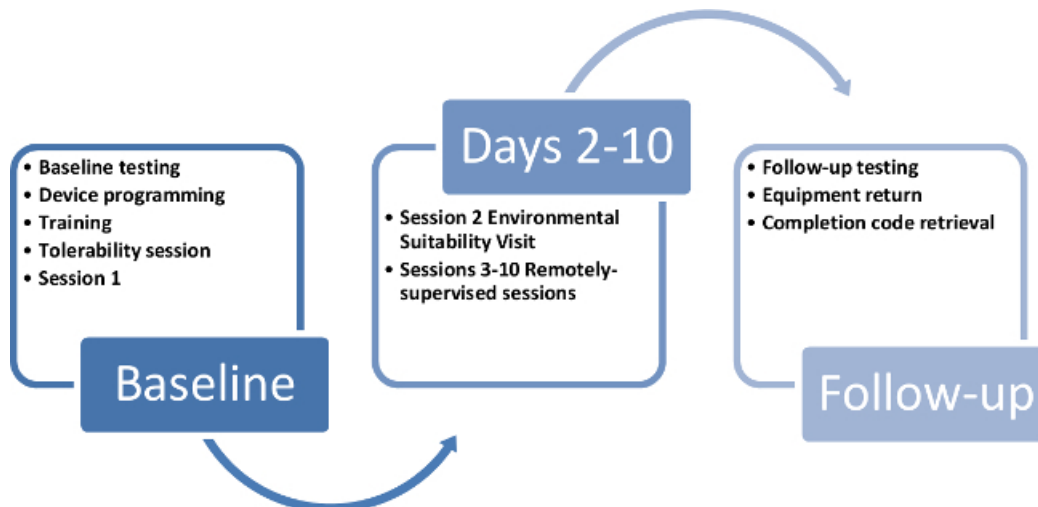 • Baseline testing
• Device programming
• Training
• Tolerability session
• Session 1
Baseline
Days 2-10
• Session 2 Environmental
Suitability Visit
• Sessions 3-10 Remotely-
supervised sessions
• Follow-up testing
• Equipment return
• Completion code retrieval
Follow-up